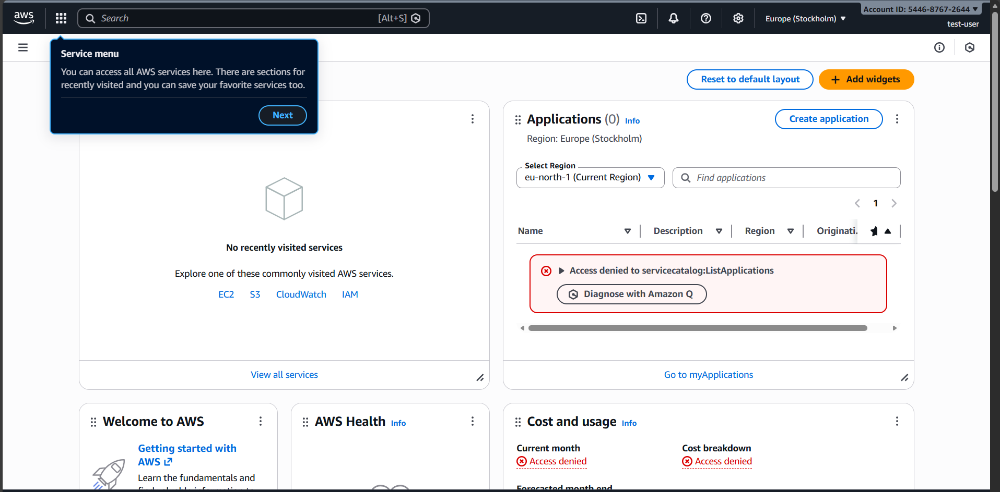 aws
Search
[Alt+S]
Europe (Stockholm)
Account ID: 5446-8767-2644
test-user
Service menu
You can access all AWS services here. There are sections for
recently visited and you can save your favorite services too.
Next
Reset to default layout
+ Add widgets
No recently visited services
Explore one of these commonly visited AWS services.
EC2 S3 CloudWatch IAM
View all services
Applications (0) Info
Create application
Region: Europe (Stockholm)
Select Region
eu-north-1 (Current Region)
Find applications
1
Name Description Region Originati.
Access denied to servicecatalog:ListApplications
Diagnose with Amazon Q
Go to myApplications
Welcome to AWS
Getting started with
AWS
Learn the fundamentals and
AWS Health Info
Cost and usage Info
Current month
Access denied
Cost breakdown
Access denied
Forecasted month end